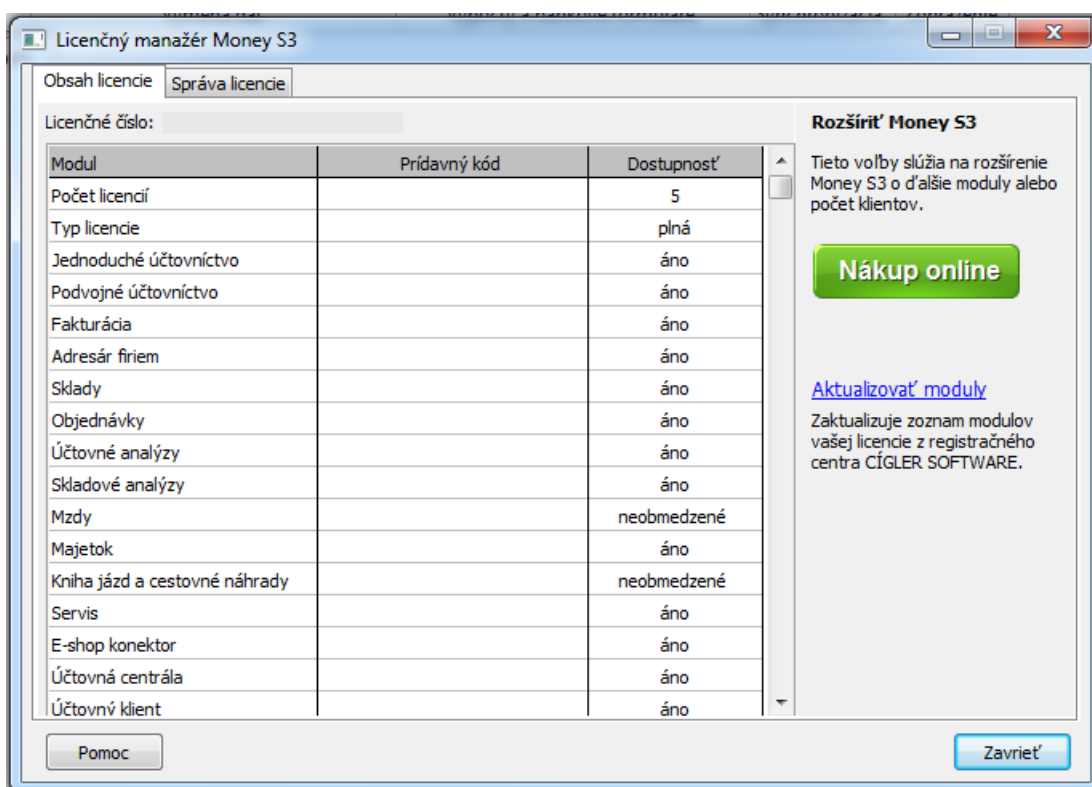 Licenčný manažér Money S3
Obsah licencie
Správa licencie
Licenčné číslo:
Modul Prídavný kód Dostupnosť
Počet licencií 5
Typ licencie plná
Jednoduché účtovníctvo áno
Podvojné účtovníctvo áno
Fakturácia áno
Adresár firiem áno
Sklady áno
Objednávky áno
Účtovné analýzy áno
Skladové analýzy áno
Mzdy neobmedzené
Majetok áno
Kniha jázd a cestovné náhrady neobmedzené
Servis áno
E-shop konektor áno
Účtovná centrála áno
Účtovný klient áno
Rozšíriť Money S3
Tieto voľby slúžia na rozšírenie
Money S3 o ďalšie moduly alebo
počet klientov.
Nákup online
Aktualizovať moduly
Zaktualizuje zoznam modulov
vašej licencie z registračného
centra CÍGLER SOFTWARE.
Pomoc
Zavrieť